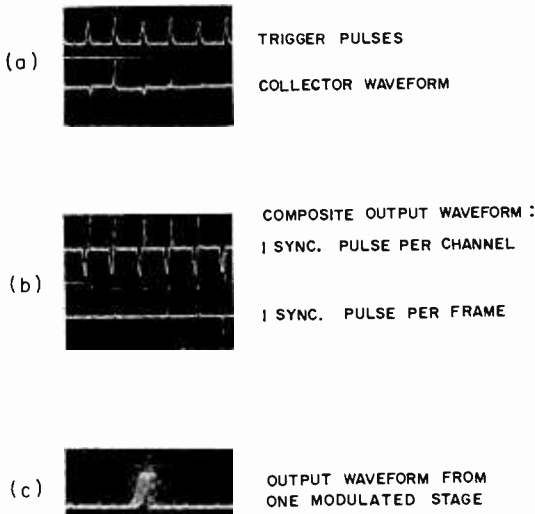 (a)
TRIGGER PULSES
COLLECTOR WAVEFORM
(b)
COMPOSITE OUTPUT WAVEFORM:
1 SYNC. PULSE PER CHANNEL
1 SYNC. PULSE PER FRAME
(c)
OUTPUT WAVEFORM FROM
ONE MODULATED STAGE